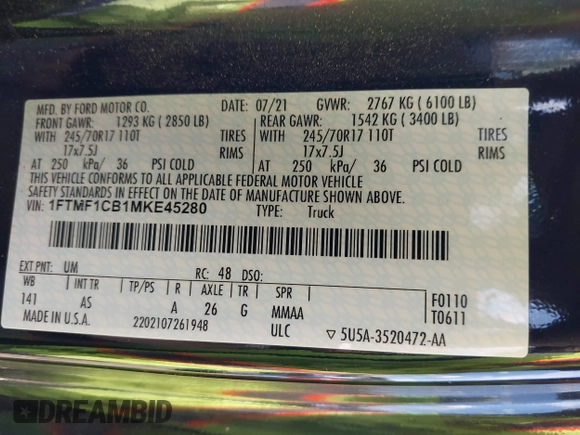 MFD. BY FORD MOTOR CO.
DATE: 07/21 GVWR: 2767 KG ( 6100 LB)
FRONT GAWR: 1293 KG ( 2850 LB) REAR GAWR: 1542 KG ( 3400 LB)
WITH 245/70R17 110T TIRES WITH 245/70R17 110T TIRES
17x7.5J RIMS 17x7.5J RIMS
AT 250 kPa/ 36 PSI COLD AT 250 kPa/ 36 PSI COLD
THIS VEHICLE CONFORMS TO ALL APPLICABLE FEDERAL MOTOR VEHICLE
SAFETY STANDARDS IN EFFECT ON THE DATE OF MANUFACTURE SHOWN ABOVE.
VIN: 1FTMF1CB1MKE45280 TYPE: Truck
EXT PNT: UM RC: 48 DSO:
WB INT TR TP/PS R AXLE TR SPR
141 AS A 26 G MMAA
F0110
T0611
MADE IN U.S.A. 2202107261948 ULC ▽ 5U5A-3520472-AA
DREAMBID